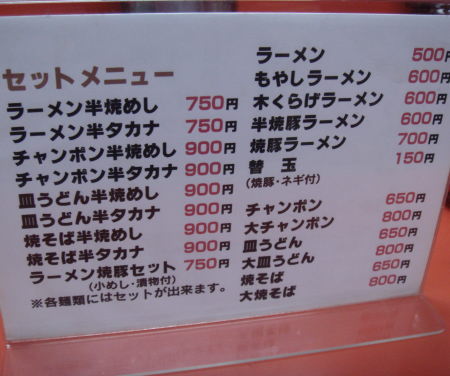 セットメニュー
ラーメン半焼めし 750円
ラーメン半タカナ 750円
チャンポン半焼めし 900円
チャンポン半タカナ 900円
皿うどん半焼めし 900円
皿うどん半タカナ 900円
焼そば半焼めし 900円
焼そば半タカナ 900円
ラーメン焼豚セット 750円
(小めし・漬物付)
※各麺類にはセットが出来ます。
ラーメン 500円
もやしラーメン 600円
木くらげラーメン 600円
半焼豚ラーメン 600円
焼豚ラーメン 700円
替 玉 150円
(焼豚・ネギ付)
チャンポン 650円
大チャンポン 800円
皿うどん 650円
大皿うどん 800円
焼そば 650円
大焼そば 800円